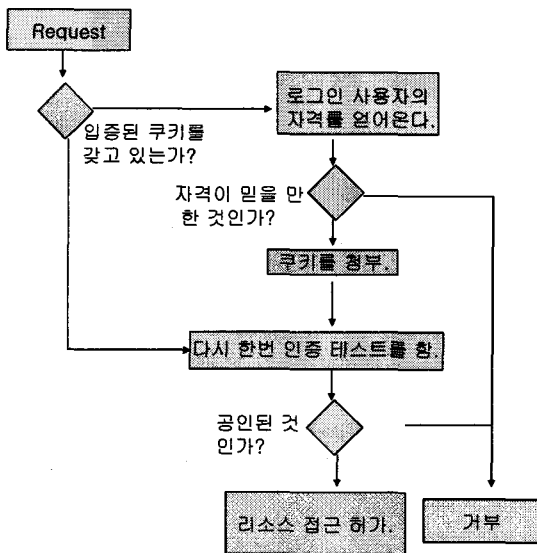 Request
로그인 사용자의
자격를 얻어온다.
입증된 쿠키를
갖고 있는가?
자격이 믿을 만
한 것인가?
쿠키를 첨부.
다시 한번 인증 테스트를 함.
공인된 것
인가?
리소스 접근 허가.
거부